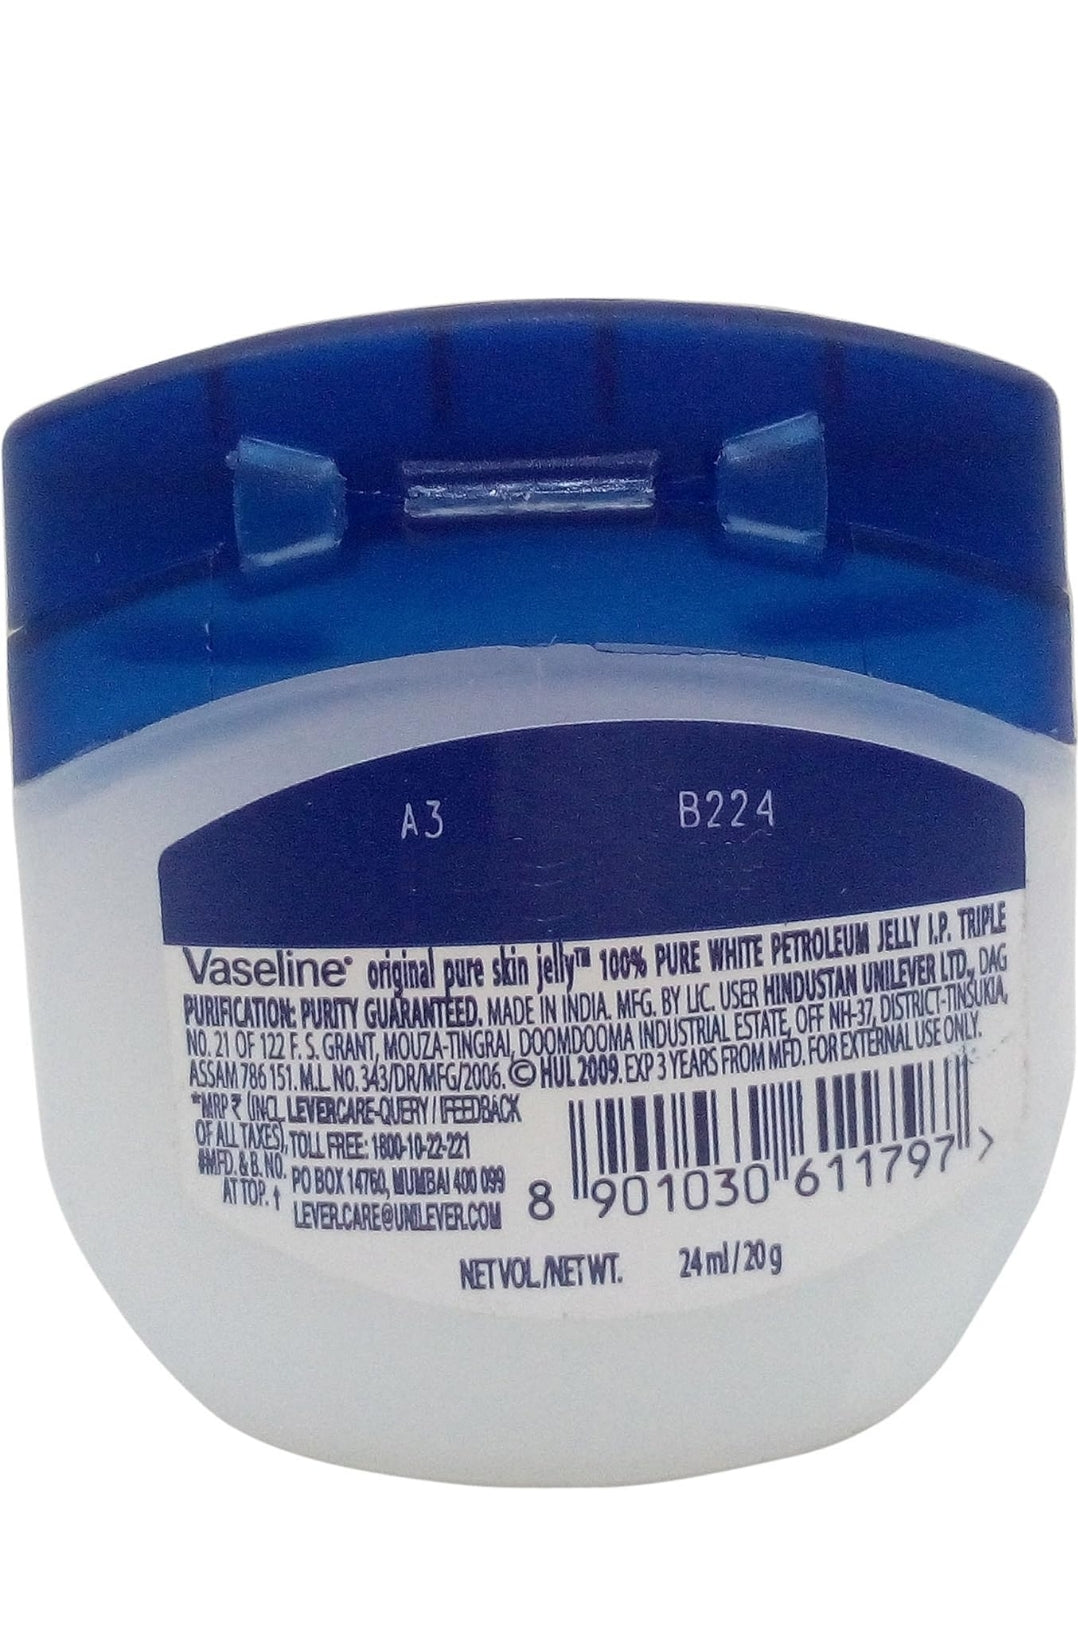 A3 B224
Vaseline® original pure skin jelly™ 100% PURE WHITE PETROLEUM JELLY I.P. TRIPLE
PURIFICATION: PURITY GUARANTEED. MADE IN INDIA. MFG. BY LIC. USER HINDUSTAN UNILEVER LTD., DAG
NO. 21 OF 122 F. S. GRANT, MOUZA-TINGRAI, DOOMDOOMA INDUSTRIAL ESTATE, OFF NH-37, DISTRICT-TINSUKIA,
ASSAM 786 151. M.L. NO. 343/DR/MFG/2006. © HUL 2009. EXP 3 YEARS FROM MFD. FOR EXTERNAL USE ONLY.
*MRP ₹ (INCL.
OF ALL TAXES),
#MFD. & B. NO.
AT TOP. ↑
LEVERCARE-QUERY / FEEDBACK
TOLL FREE: 1800-10-22-221
PO BOX 14760, MUMBAI 400 099
LEVER.CARE@UNILEVER.COM
8 901030 611797 >
NET VOL./NET WT. 24 ml / 20 g